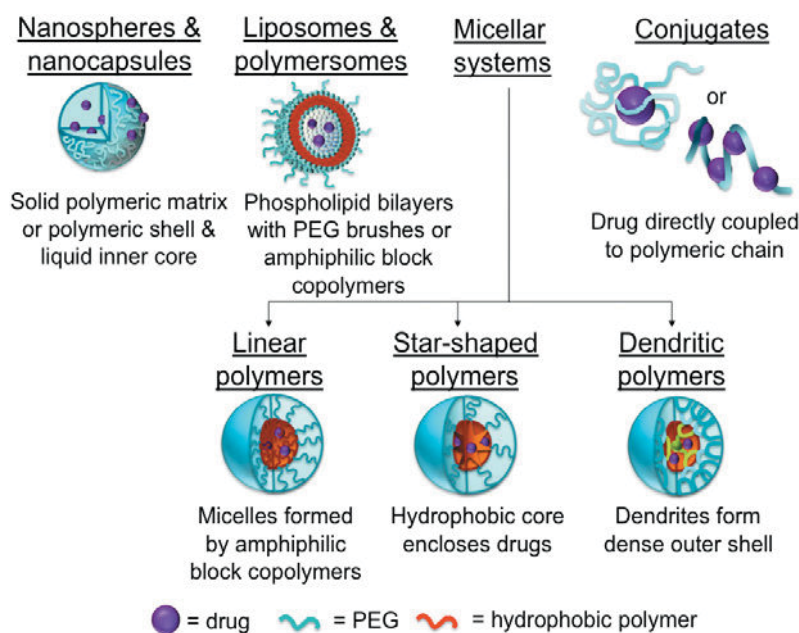 Nanospheres &
nanocapsules
Solid polymeric matrix
or polymeric shell &
liquid inner core
Liposomes &
polymersomes
Phospholipid bilayers
with PEG brushes or
amphiphilic block
copolymers
Micellar
systems
Conjugates
or
Drug directly coupled
to polymeric chain
Linear
polymers
Micelles formed
by amphiphilic
block copolymers
Star-shaped
polymers
Hydrophobic core
encloses drugs
Dendritic
polymers
Dendrites form
dense outer shell
= drug = PEG = hydrophobic polymer